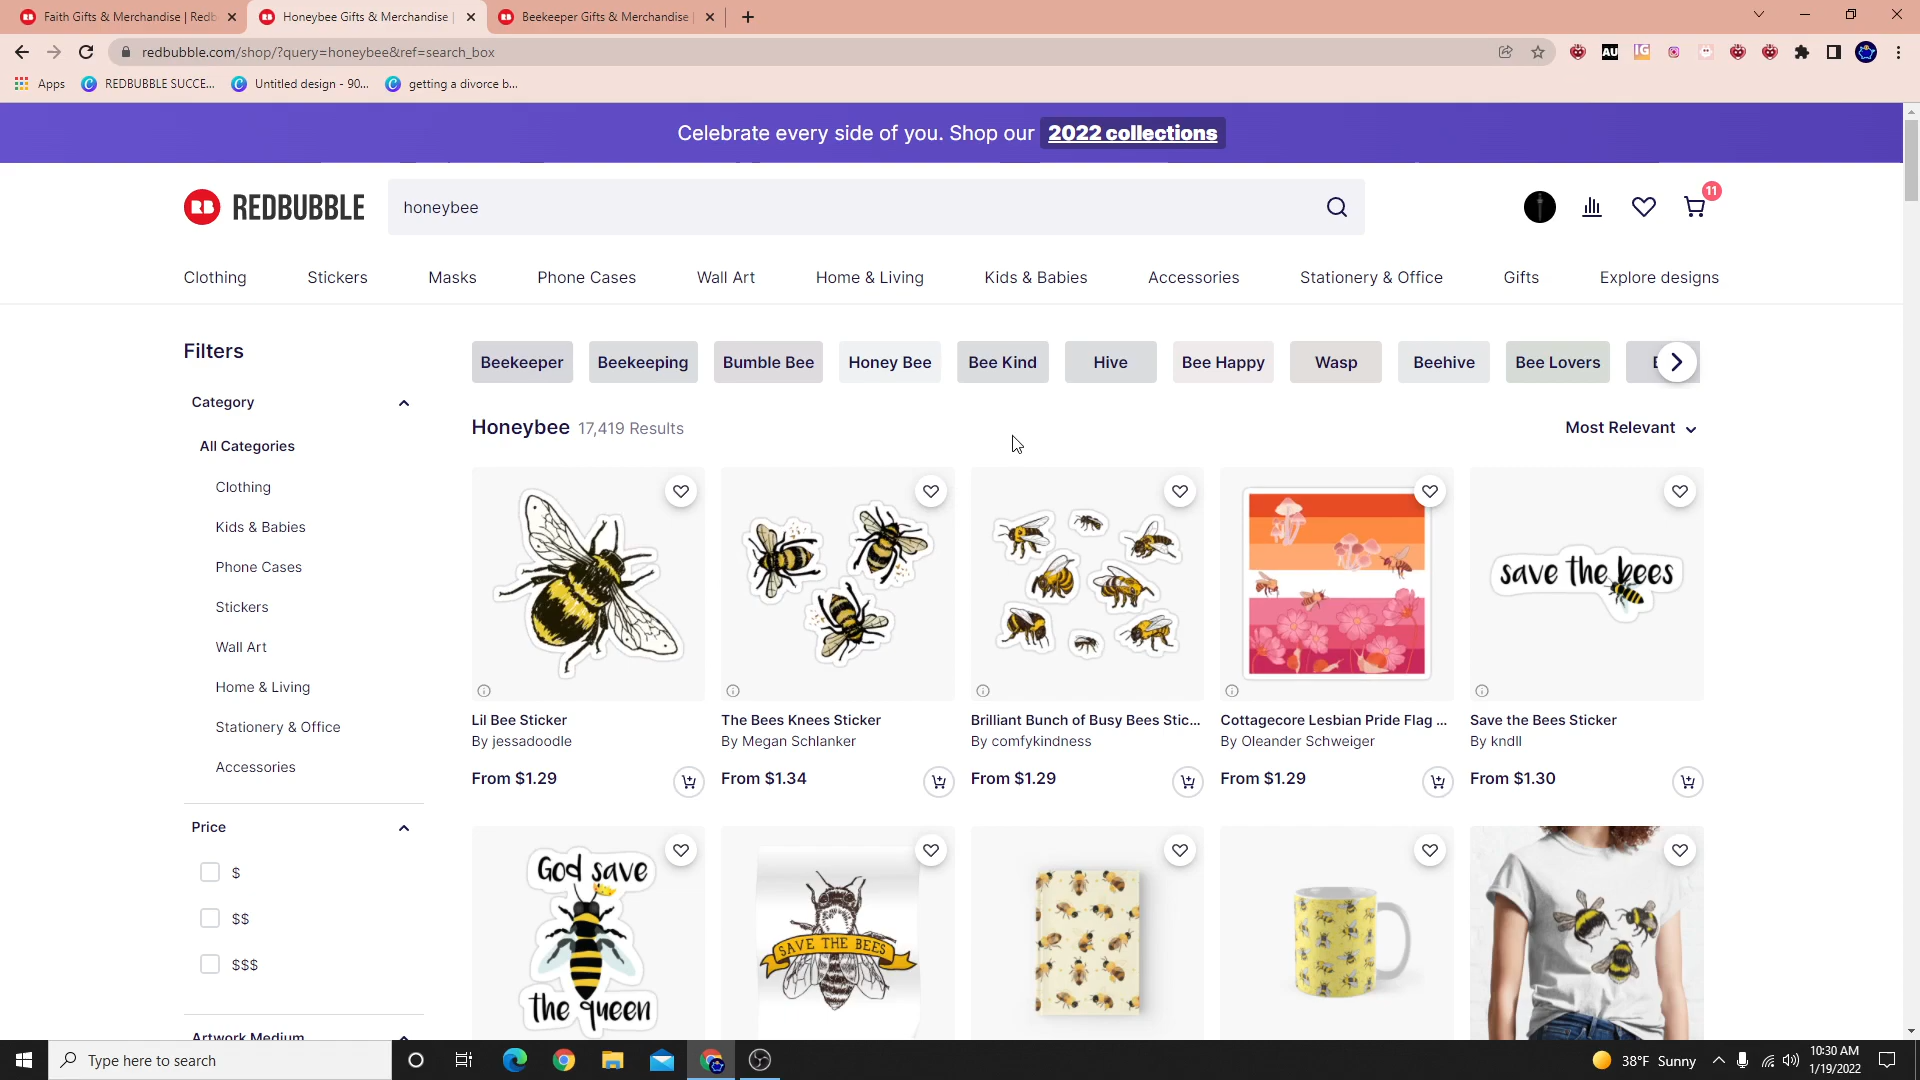 Faith Gifts & Merchandise | Redb
Honeybee Gifts & Merchandise |
Beekeeper Gifts & Merchandise |
redbubble.com/shop/?query=honeybee&ref=search_box
Apps
REDBUBBLE SUCCE...
Untitled design - 90...
getting a divorce b...
Celebrate every side of you. Shop our 2022 collections
RB REDBUBBLE
honeybee
11
Clothing Stickers Masks Phone Cases Wall Art Home & Living Kids & Babies Accessories Stationery & Office Gifts Explore designs
Filters
Beekeeper Beekeeping Bumble Bee Honey Bee Bee Kind Hive Bee Happy Wasp Beehive Bee Lovers
Category
Honeybee 17,419 Results
Most Relevant
All Categories
Clothing
Kids & Babies
Phone Cases
Stickers
Wall Art
Home & Living
Stationery & Office
Accessories
save the bees
Lil Bee Sticker
By jessadoodle
From $1.29
The Bees Knees Sticker
By Megan Schlanker
From $1.34
Brilliant Bunch of Busy Bees Stic...
By comfykindness
From $1.29
Cottagecore Lesbian Pride Flag ...
By Oleander Schweiger
From $1.29
Save the Bees Sticker
By kndll
From $1.30
Price
$
$$
$$$
Artwork Medium
God save
the queen
SAVE THE BEES
Type here to search
38°F Sunny
10:30 AM
1/19/2022